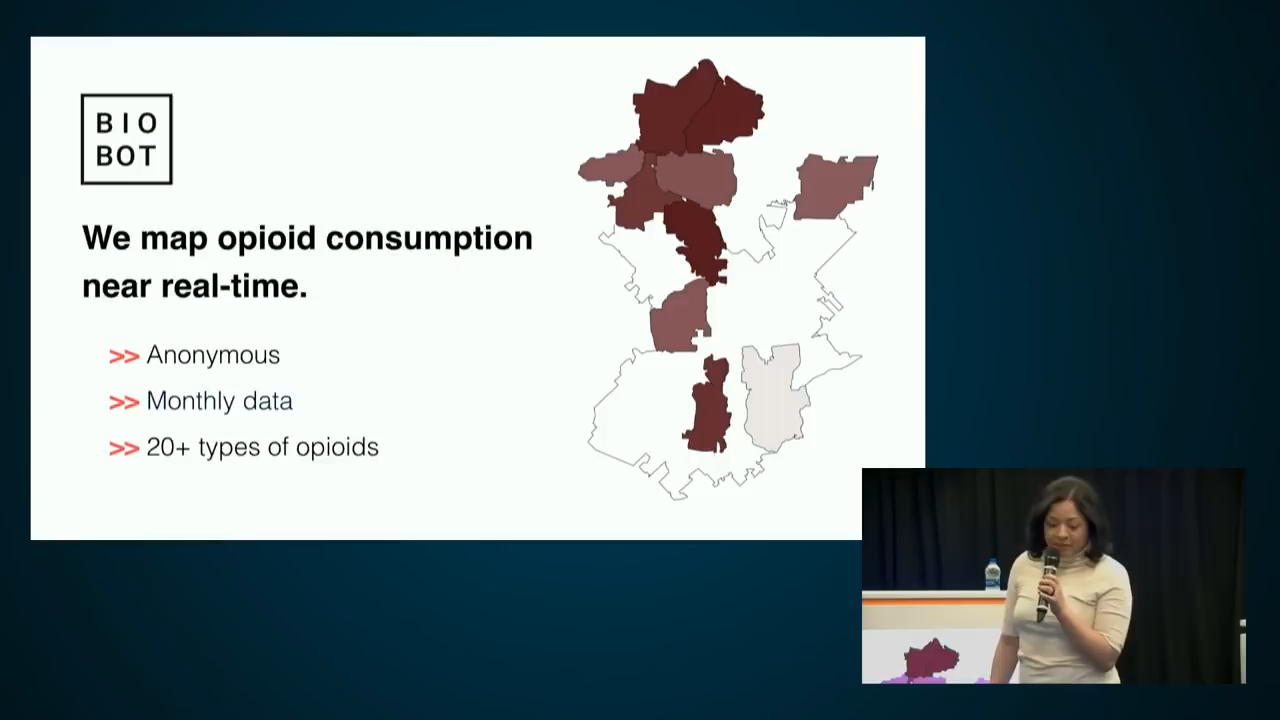 BIO
BOT
We map opioid consumption
near real-time.
>> Anonymous
>> Monthly data
>> 20+ types of opioids